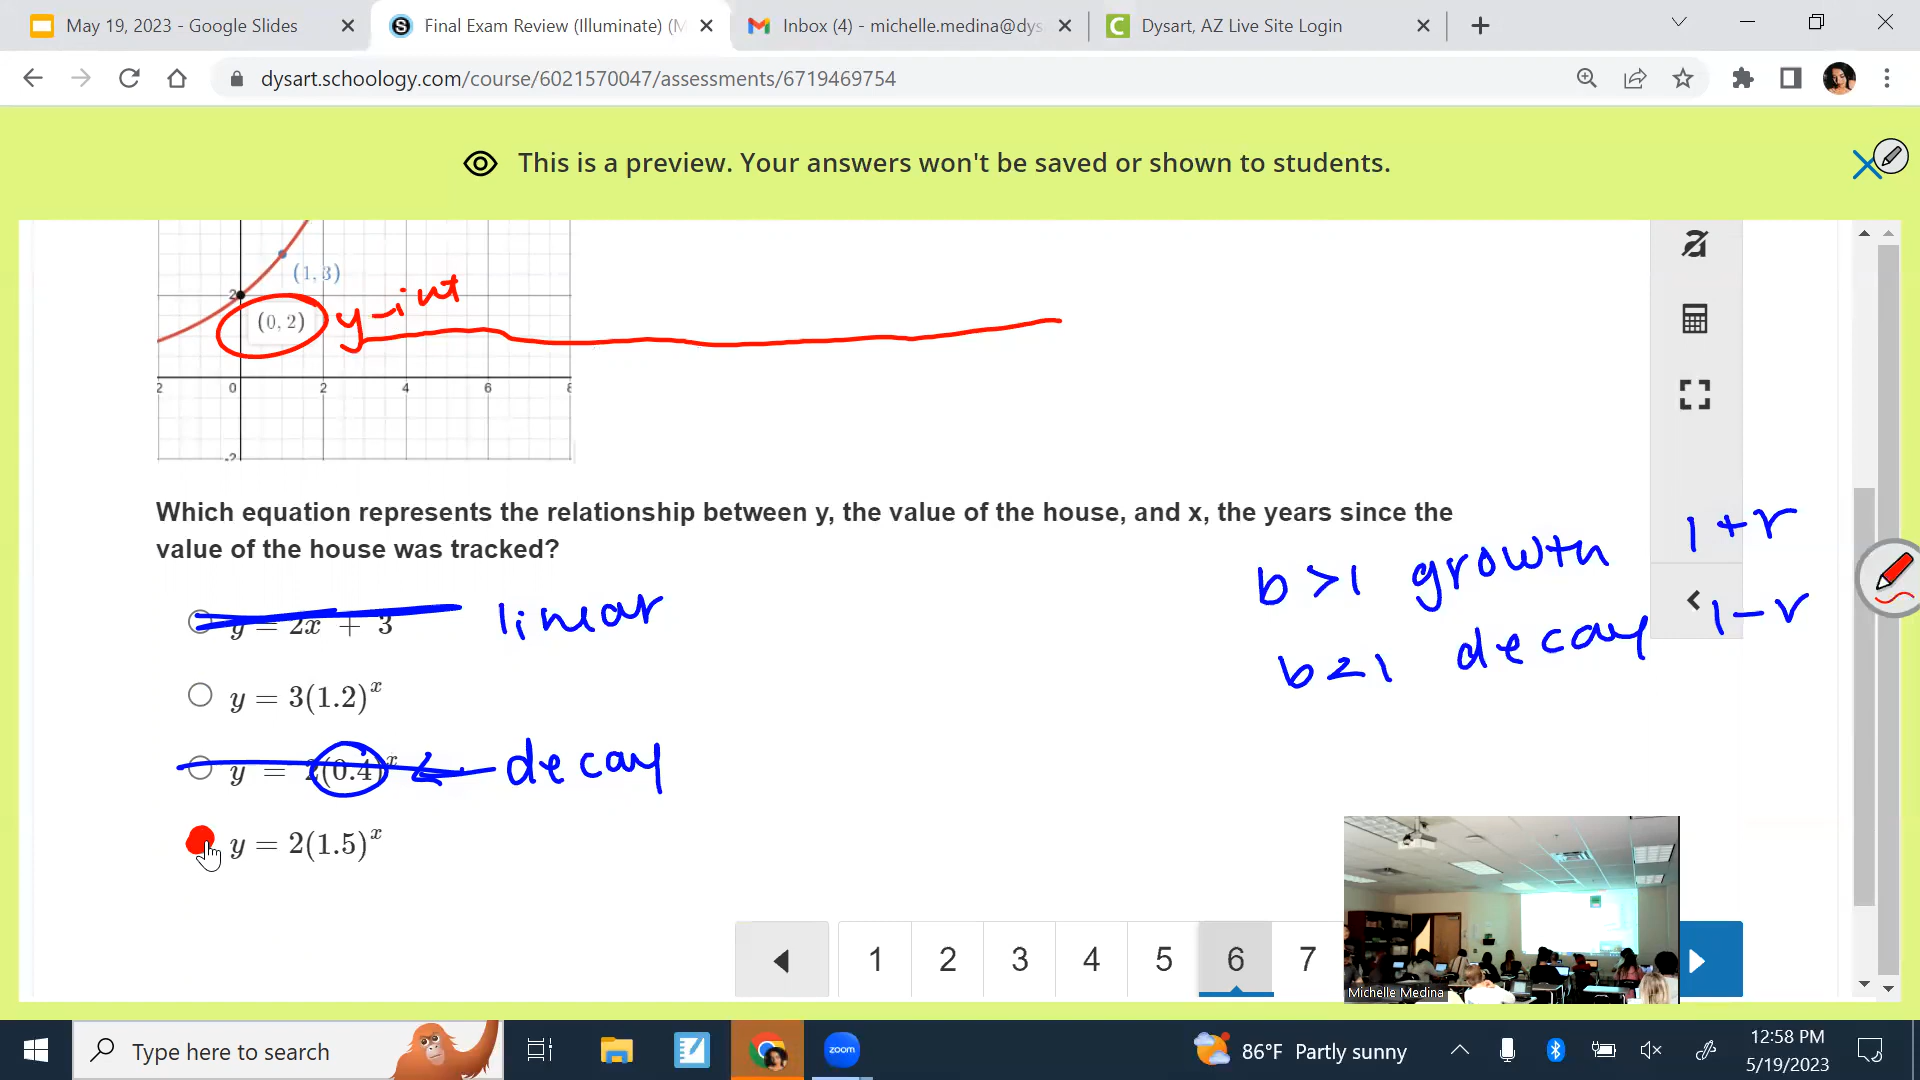 May 19, 2023 - Google Slides
Final Exam Review (Illuminate) (M
Inbox (4) - michelle.medina@dys
Dysart, AZ Live Site Login
dysart.schoology.com/course/6021570047/assessments/6719469754
This is a preview. Your answers won't be saved or shown to students.
(1, 3)
y-int
2
(0, 2)
2 0 2 4 6 8
-2
Which equation represents the relationship between y, the value of the house, and x, the years since the
value of the house was tracked?
b > 1 growth 1 + r
b < 1 decay 1 - r
y = 2x + 3 linear
y = 3(1.2)^x
y = 2(0.4)^x ← decay
y = 2(1.5)^x
1 2 3 4 5 6 7
Michelle Medina
Type here to search
zoom
86°F Partly sunny
12:58 PM
5/19/2023